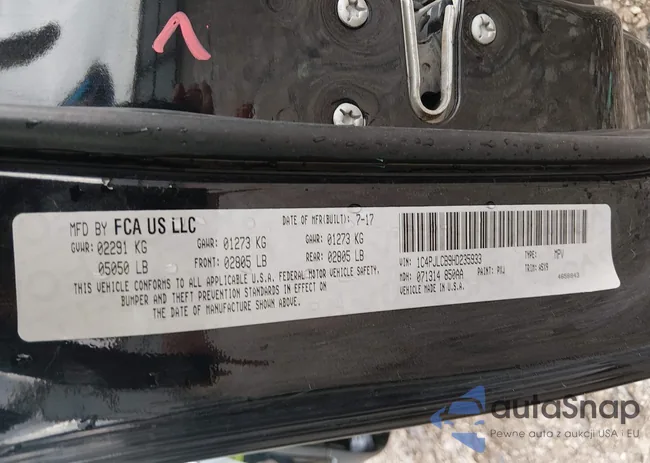 MFD BY FCA US LLC
DATE OF MFR(BUILT): 7-17
GVWR: 02291 KG
GAWR: 01273 KG
GAWR: 01273 KG
05050 LB
FRONT: 02805 LB
REAR: 02805 LB
THIS VEHICLE CONFORMS TO ALL APPLICABLE U.S.A. FEDERAL MOTOR VEHICLE SAFETY,
BUMPER AND THEFT PREVENTION STANDARDS IN EFFECT ON
THE DATE OF MANUFACTURE SHOWN ABOVE.
VIN: 1C4PJLCB9HD235933
TYPE: MPV
MDH: 071314 850AA
PAINT: PXJ
TRIM: A5X9
VEHICLE MADE IN U.S.A.
autoSnap
Pewne auta z aukcji USA i EU